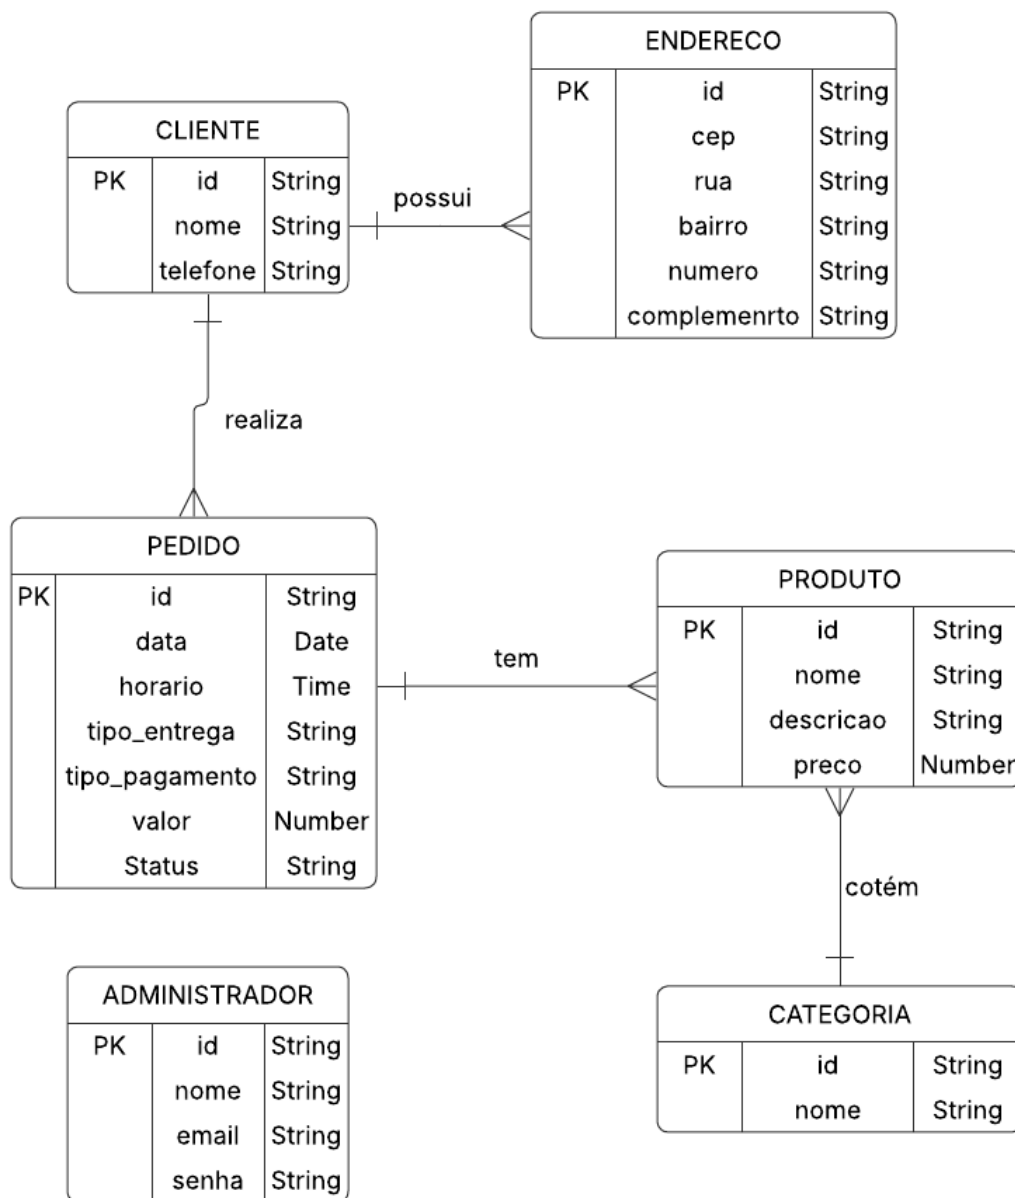 ENDERECO
PK id String
cep String
rua String
bairro String
numero String
complemenrto String
CLIENTE
PK id String
nome String
telefone String
possui
realiza
PEDIDO
PK id String
data Date
horario Time
tipo_entrega String
tipo_pagamento String
valor Number
Status String
tem
PRODUTO
PK id String
nome String
descricao String
preco Number
cotém
ADMINISTRADOR
PK id String
nome String
email String
senha String
CATEGORIA
PK id String
nome String